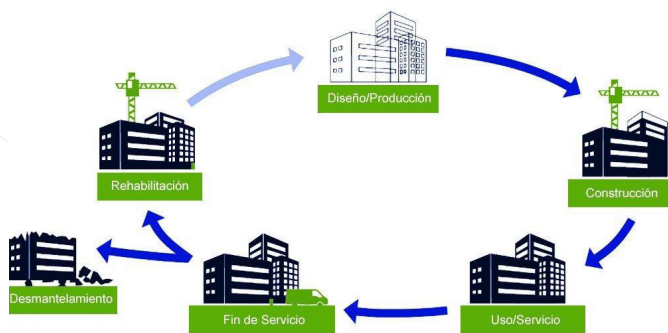 Diseño/Producción
Rehabilitación
Construcción
Desmantelamiento
Fin de Servicio
Uso/Servicio